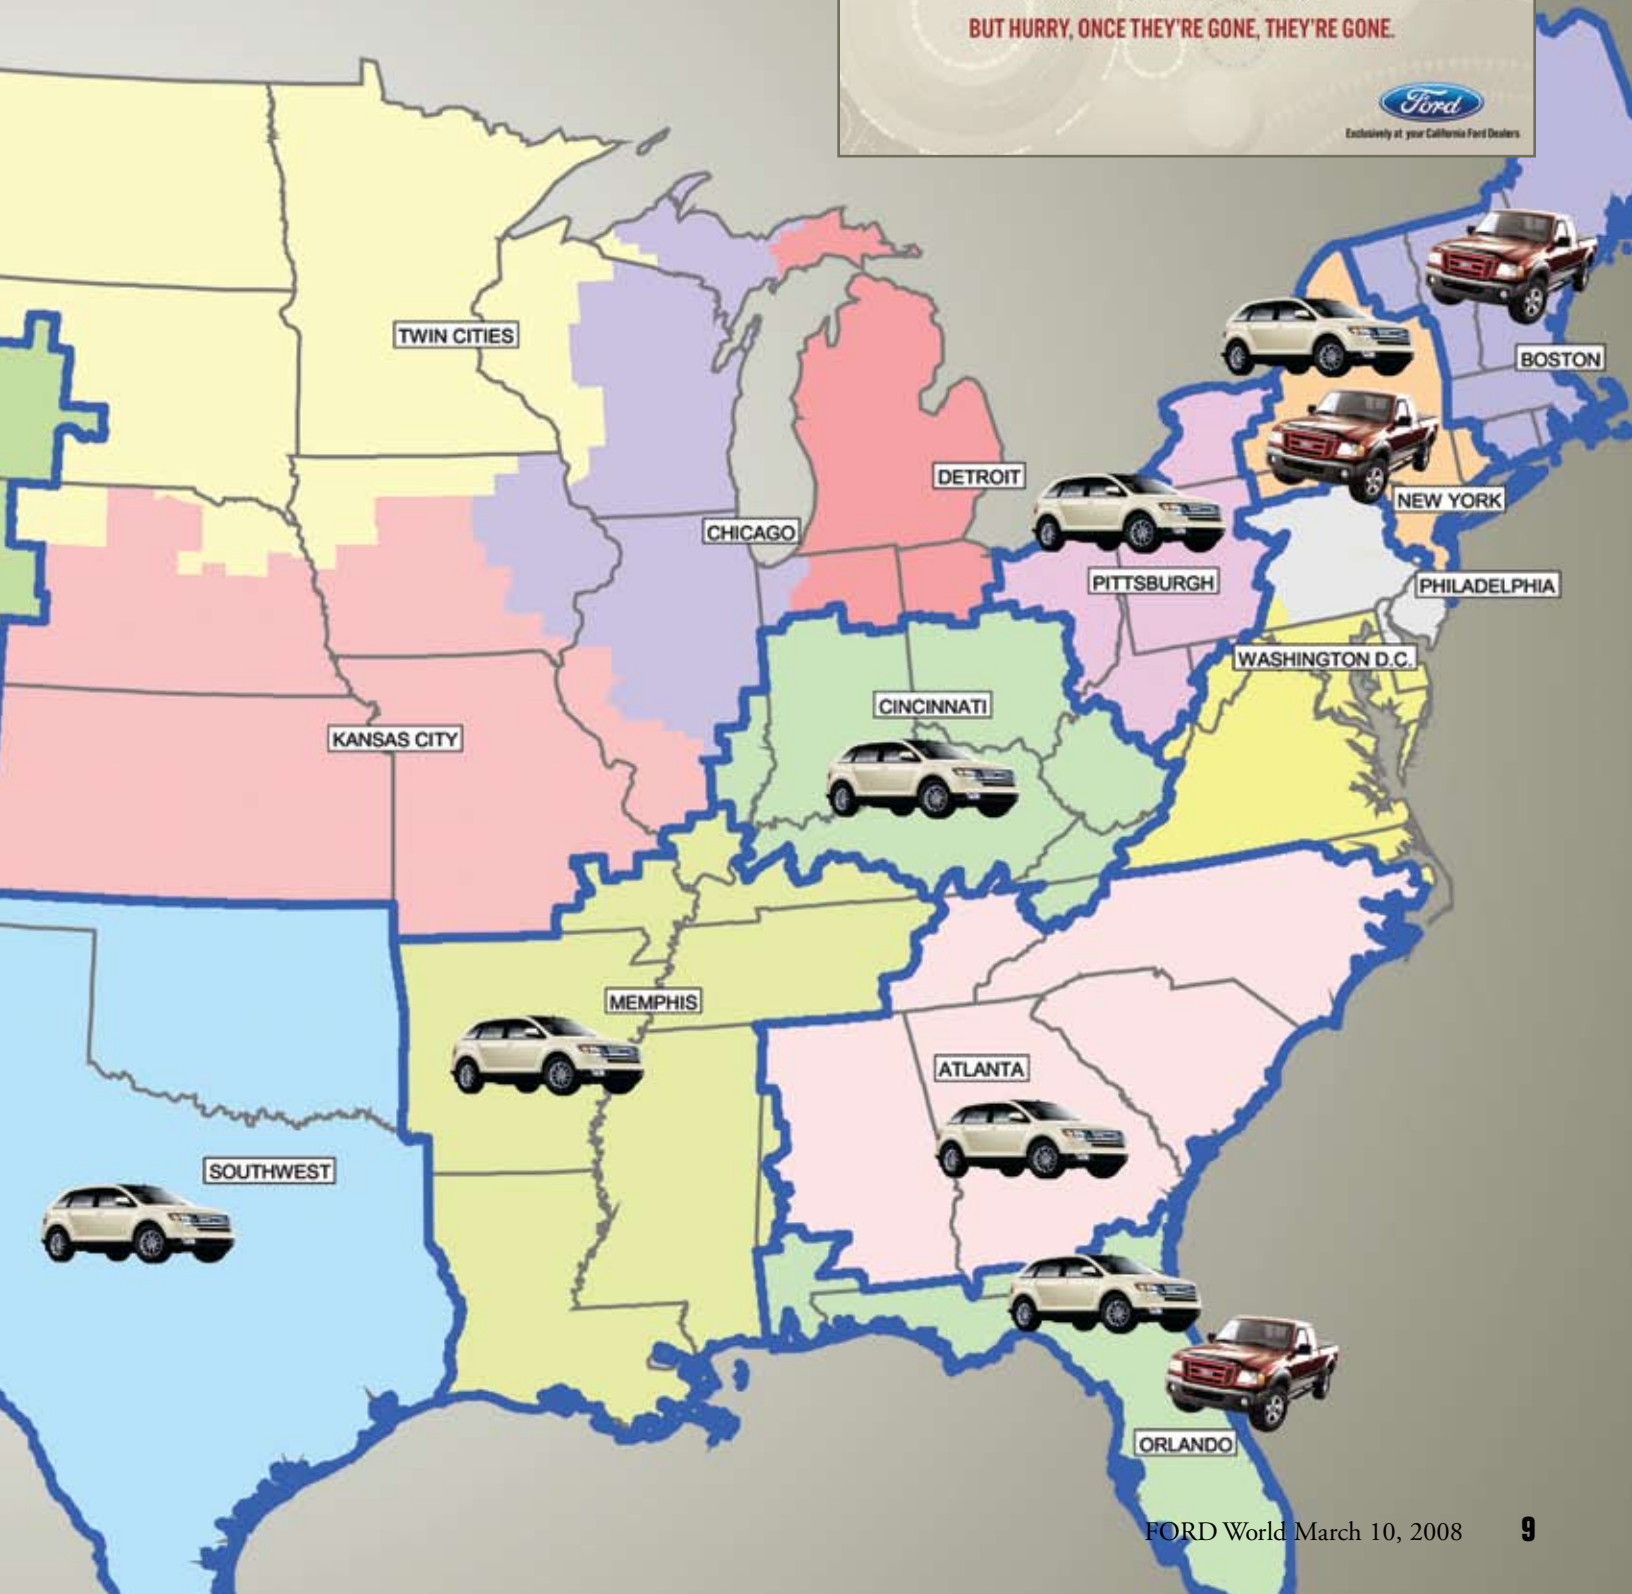 BUT HURRY, ONCE THEY'RE GONE, THEY'RE GONE.
Ford
Exclusively at your California Ford Dealers
TWIN CITIES
BOSTON
DETROIT
NEW YORK
CHICAGO
PITTSBURGH
PHILADELPHIA
WASHINGTON D.C.
CINCINNATI
KANSAS CITY
MEMPHIS
ATLANTA
SOUTHWEST
ORLANDO
FORD World March 10, 2008 9